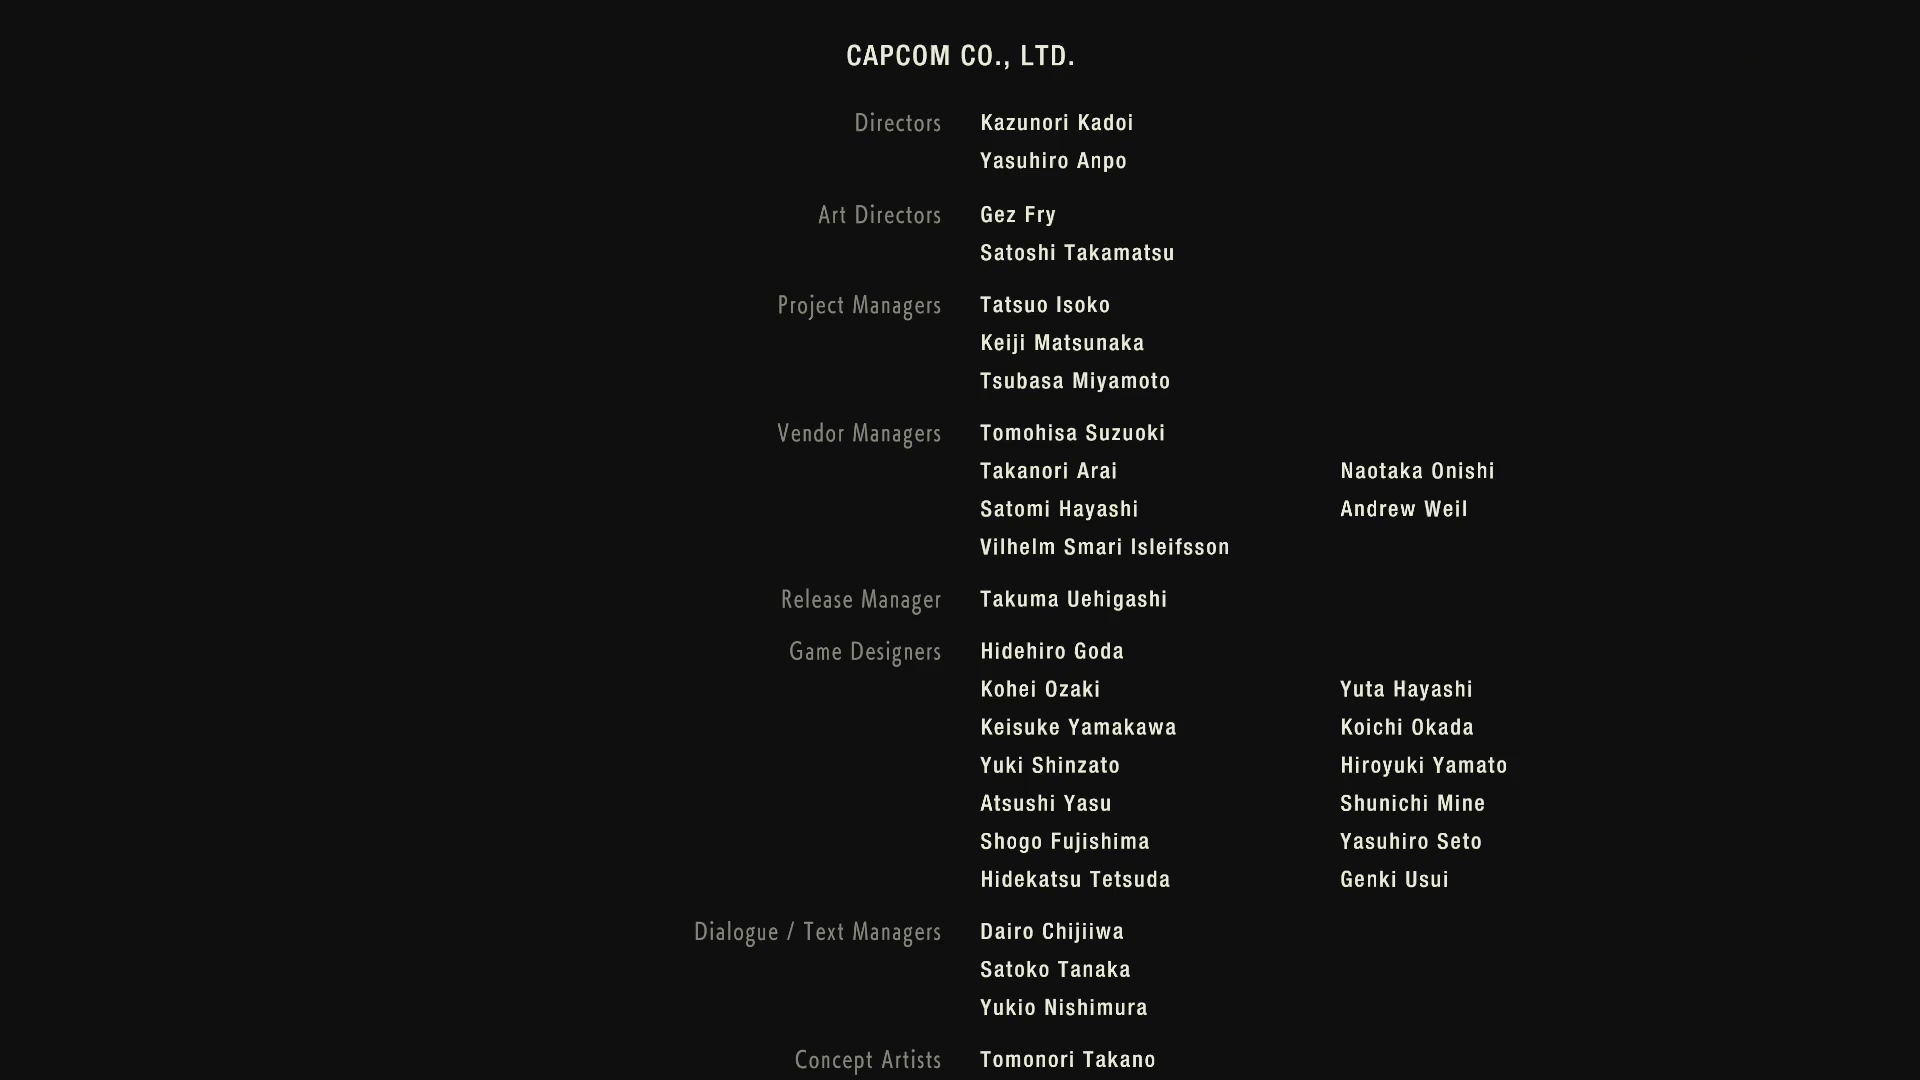 CAPCOM CO., LTD.
Directors Kazunori Kadoi
Yasuhiro Anpo
Art Directors Gez Fry
Satoshi Takamatsu
Project Managers Tatsuo Isoko
Keiji Matsunaka
Tsubasa Miyamoto
Vendor Managers Tomohisa Suzuoki
Takanori Arai Naotaka Onishi
Satomi Hayashi Andrew Weil
Vilhelm Smari Isleifsson
Release Manager Takuma Uehigashi
Game Designers Hidehiro Goda
Kohei Ozaki Yuta Hayashi
Keisuke Yamakawa Koichi Okada
Yuki Shinzato Hiroyuki Yamato
Atsushi Yasu Shunichi Mine
Shogo Fujishima Yasuhiro Seto
Hidekatsu Tetsuda Genki Usui
Dialogue / Text Managers Dairo Chijiiwa
Satoko Tanaka
Yukio Nishimura
Concept Artists Tomonori Takano